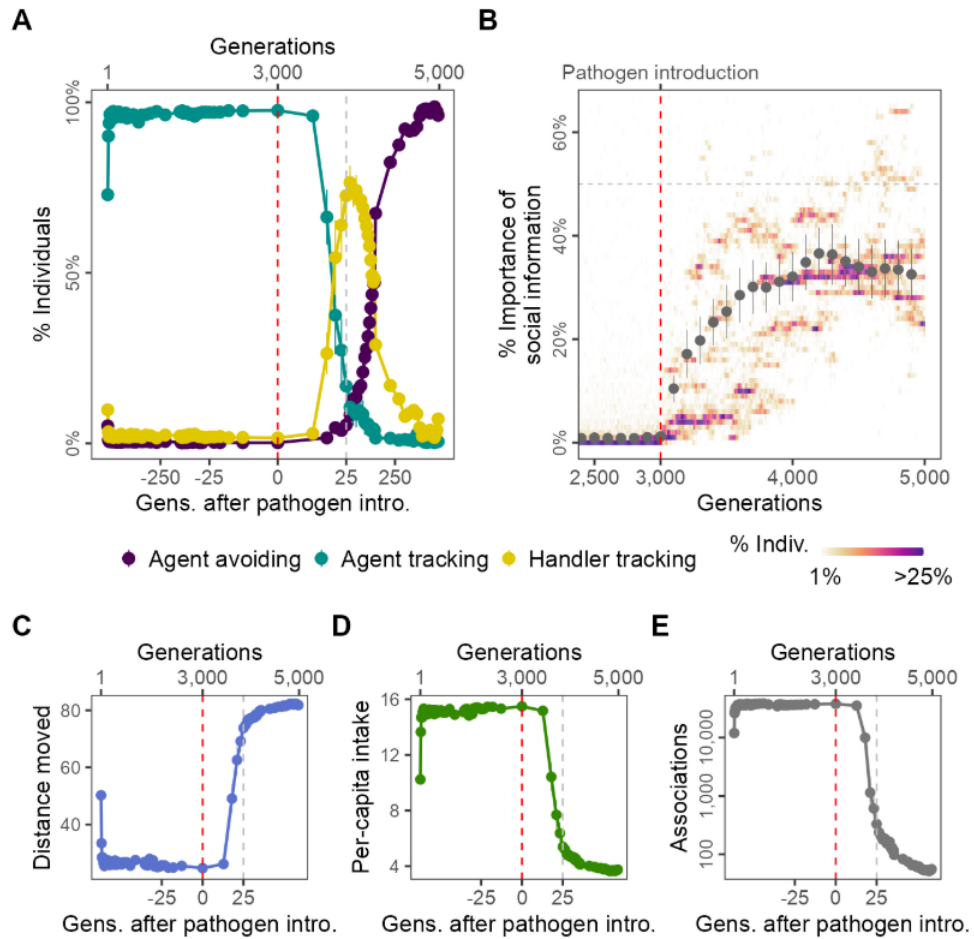 A
Generations
1 3,000 5,000
100%
50%
0%
% Individuals
-250 -25 0 25 250
Gens. after pathogen intro.
B
Pathogen introduction
60%
40%
20%
0%
% Importance of
social information
2,500 3,000 4,000 5,000
Generations
Agent avoiding Agent tracking Handler tracking
% Indiv.
1% >25%
C
Generations
1 3,000 5,000
80
60
40
Distance moved
-25 0 25
Gens. after pathogen intro.
D
Generations
1 3,000 5,000
16
12
8
4
Per-capita intake
-25 0 25
Gens. after pathogen intro.
E
Generations
1 3,000 5,000
10,000
1,000
100
Associations
-25 0 25
Gens. after pathogen intro.